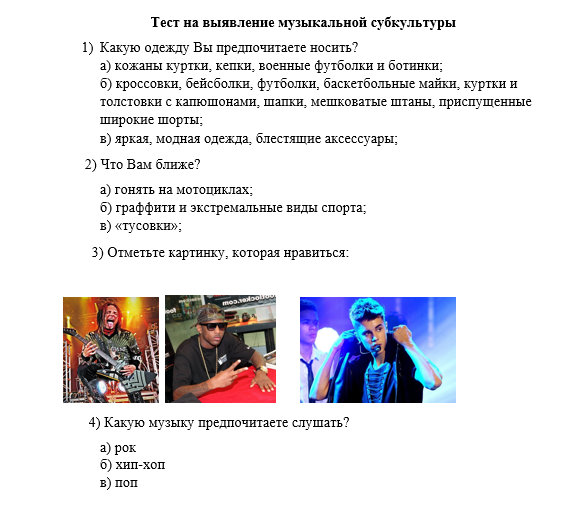 Тест на выявление музыкальной субкультуры
1) Какую одежду Вы предпочитаете носить?
а) кожаны куртки, кепки, военные футболки и ботинки;
б) кроссовки, бейсболки, футболки, баскетбольные майки, куртки и
толстовки с капюшонами, шапки, мешковатые штаны, приспущенные
широкие шорты;
в) яркая, модная одежда, блестящие аксессуары;
2) Что Вам ближе?
а) гонять на мотоциклах;
б) граффити и экстремальные виды спорта;
в) «тусовки»;
3) Отметьте картинку, которая нравиться:
4) Какую музыку предпочитаете слушать?
а) рок
б) хип-хоп
в) поп